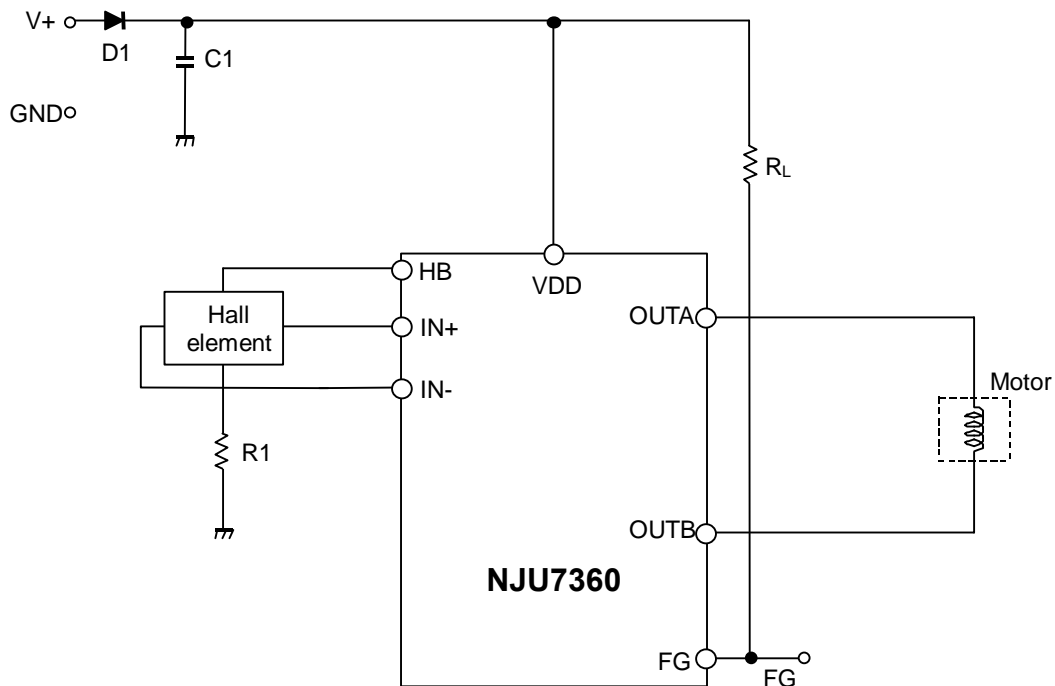 V+
D1
C1
GND
RL
HB
VDD
Hall
element
IN+
OUTA
IN-
Motor
R1
OUTB
NJU7360
FG
FG